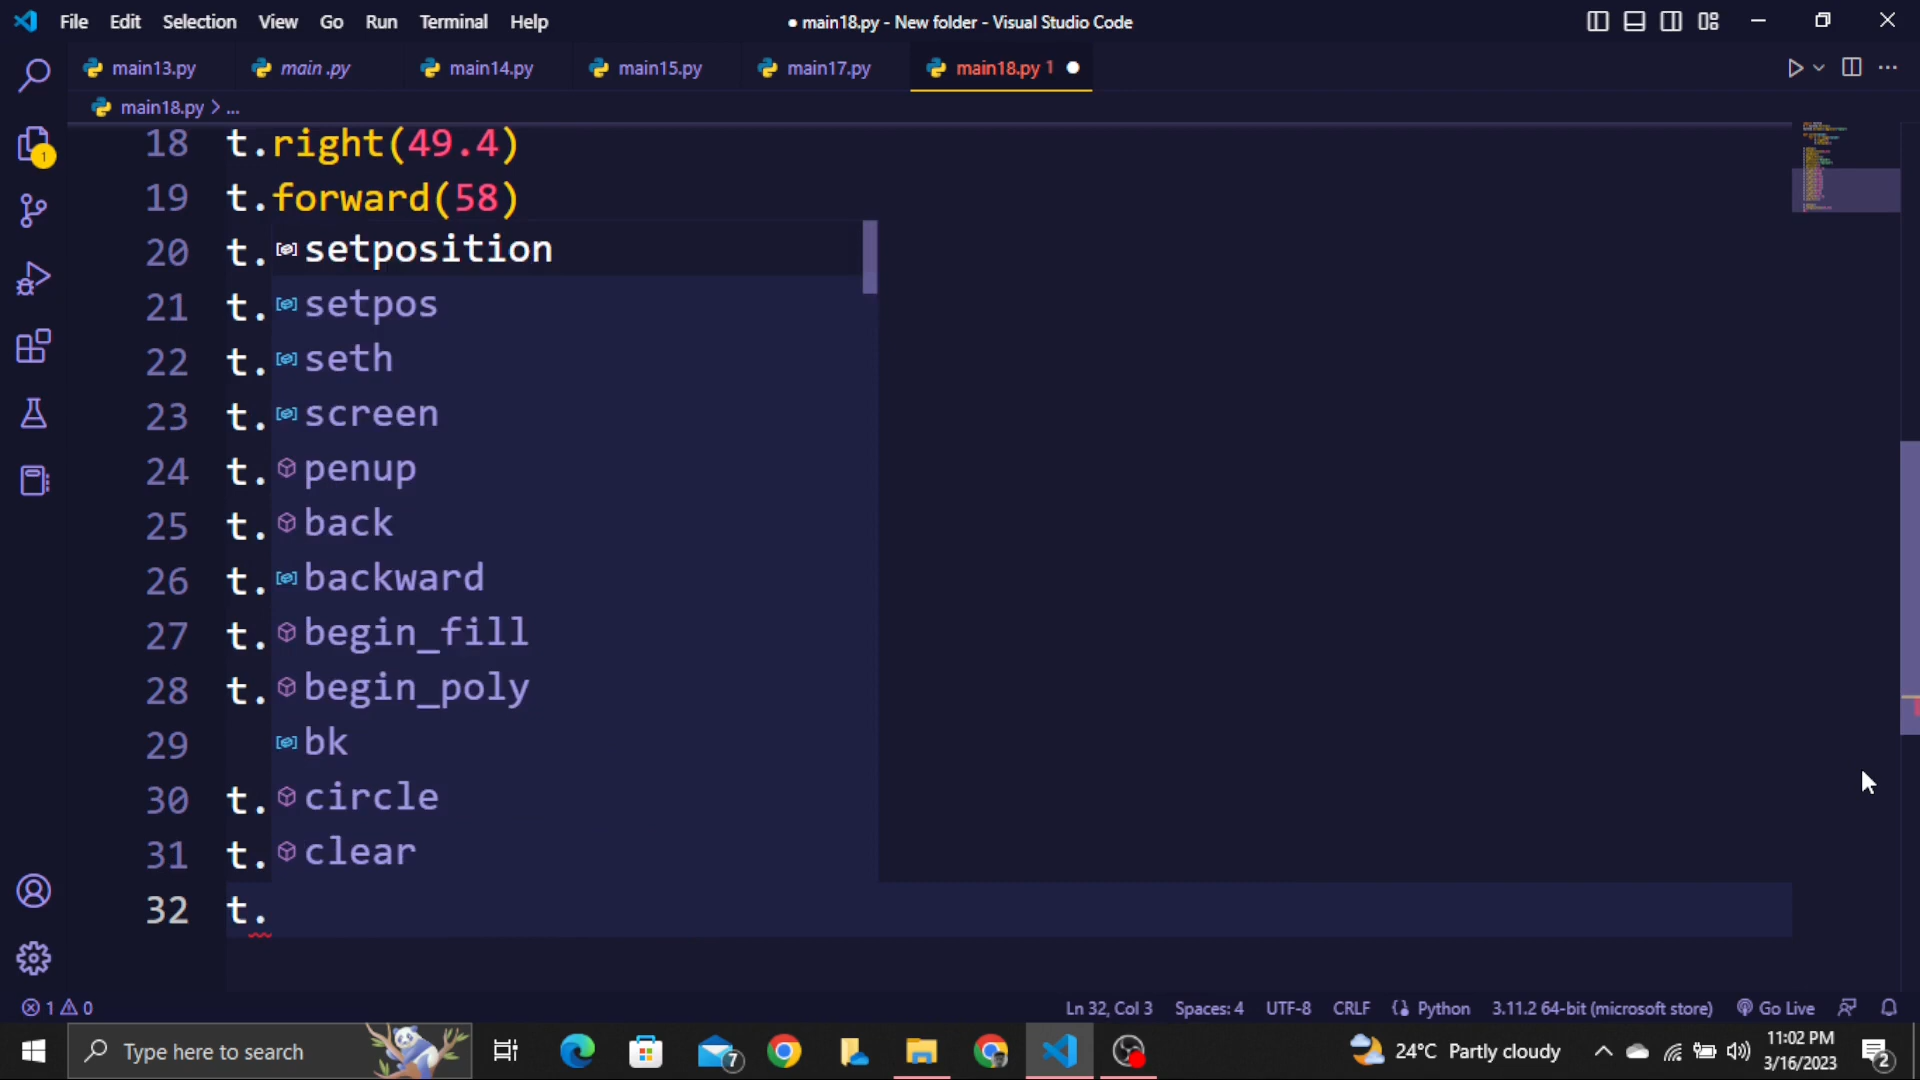 File Edit Selection View Go Run Terminal Help
● main18.py - New folder - Visual Studio Code
main13.py main .py main14.py main15.py main17.py main18.py 1
main18.py > ...
18 t.right(49.4)
19 t.forward(58)
20 t. setposition
21 t. setpos
22 t. seth
23 t. screen
24 t. penup
25 t. back
26 t. backward
27 t. begin_fill
28 t. begin_poly
29 bk
30 t. circle
31 t. clear
32 t.
1
1 0
Ln 32, Col 3 Spaces: 4 UTF-8 CRLF Python 3.11.2 64-bit (microsoft store) Go Live
Type here to search
7
24°C Partly cloudy
11:02 PM
3/16/2023
2